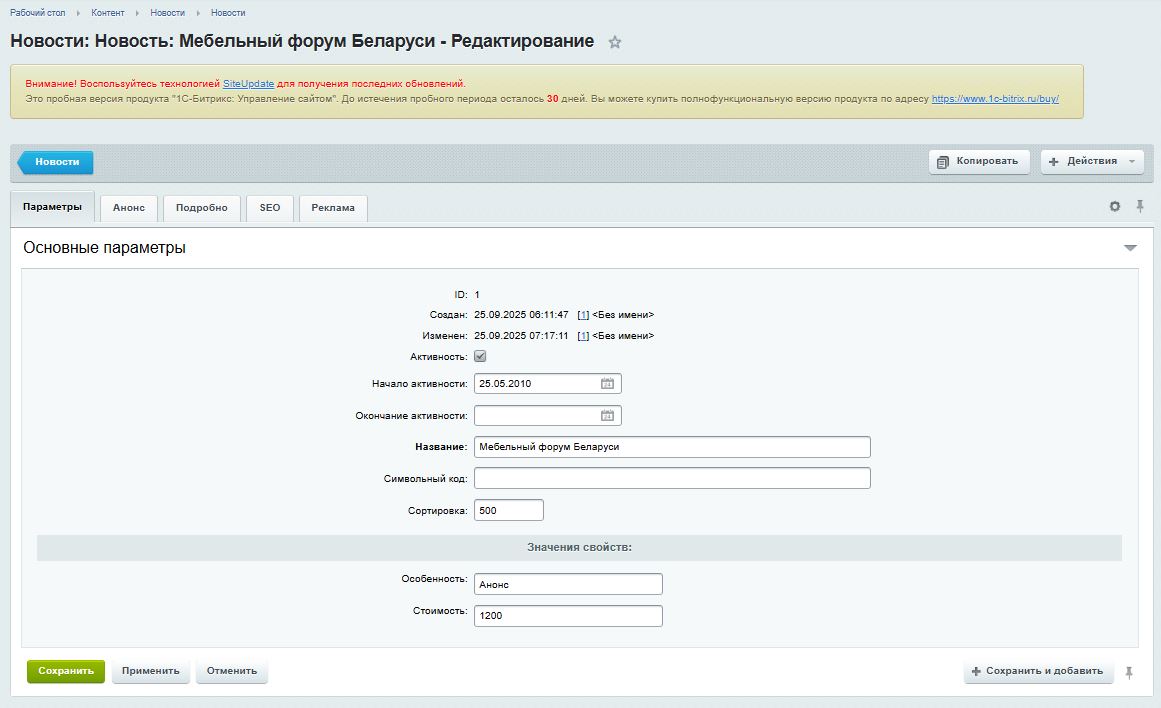 Рабочий стол Контент Новости Новости
Новости: Новость: Мебельный форум Беларуси - Редактирование
Внимание! Воспользуйтесь технологией SiteUpdate для получения последних обновлений.
Это пробная версия продукта "1С-Битрикс: Управление сайтом". До истечения пробного периода осталось 30 дней. Вы можете купить полнофункциональную версию продукта по адресу https://www.1c-bitrix.ru/buy/
Новости Копировать Действия
Параметры Анонс Подробно SEO Реклама
Основные параметры
ID: 1
Создан: 25.09.2025 06:11:47 [1] <Без имени>
Изменен: 25.09.2025 07:17:11 [1] <Без имени>
Активность:
Начало активности: 25.05.2010
Окончание активности:
Название: Мебельный форум Беларуси
Символьный код:
Сортировка: 500
Значения свойств:
Особенность: Анонс
Стоимость: 1200
Сохранить Применить Отменить Сохранить и добавить